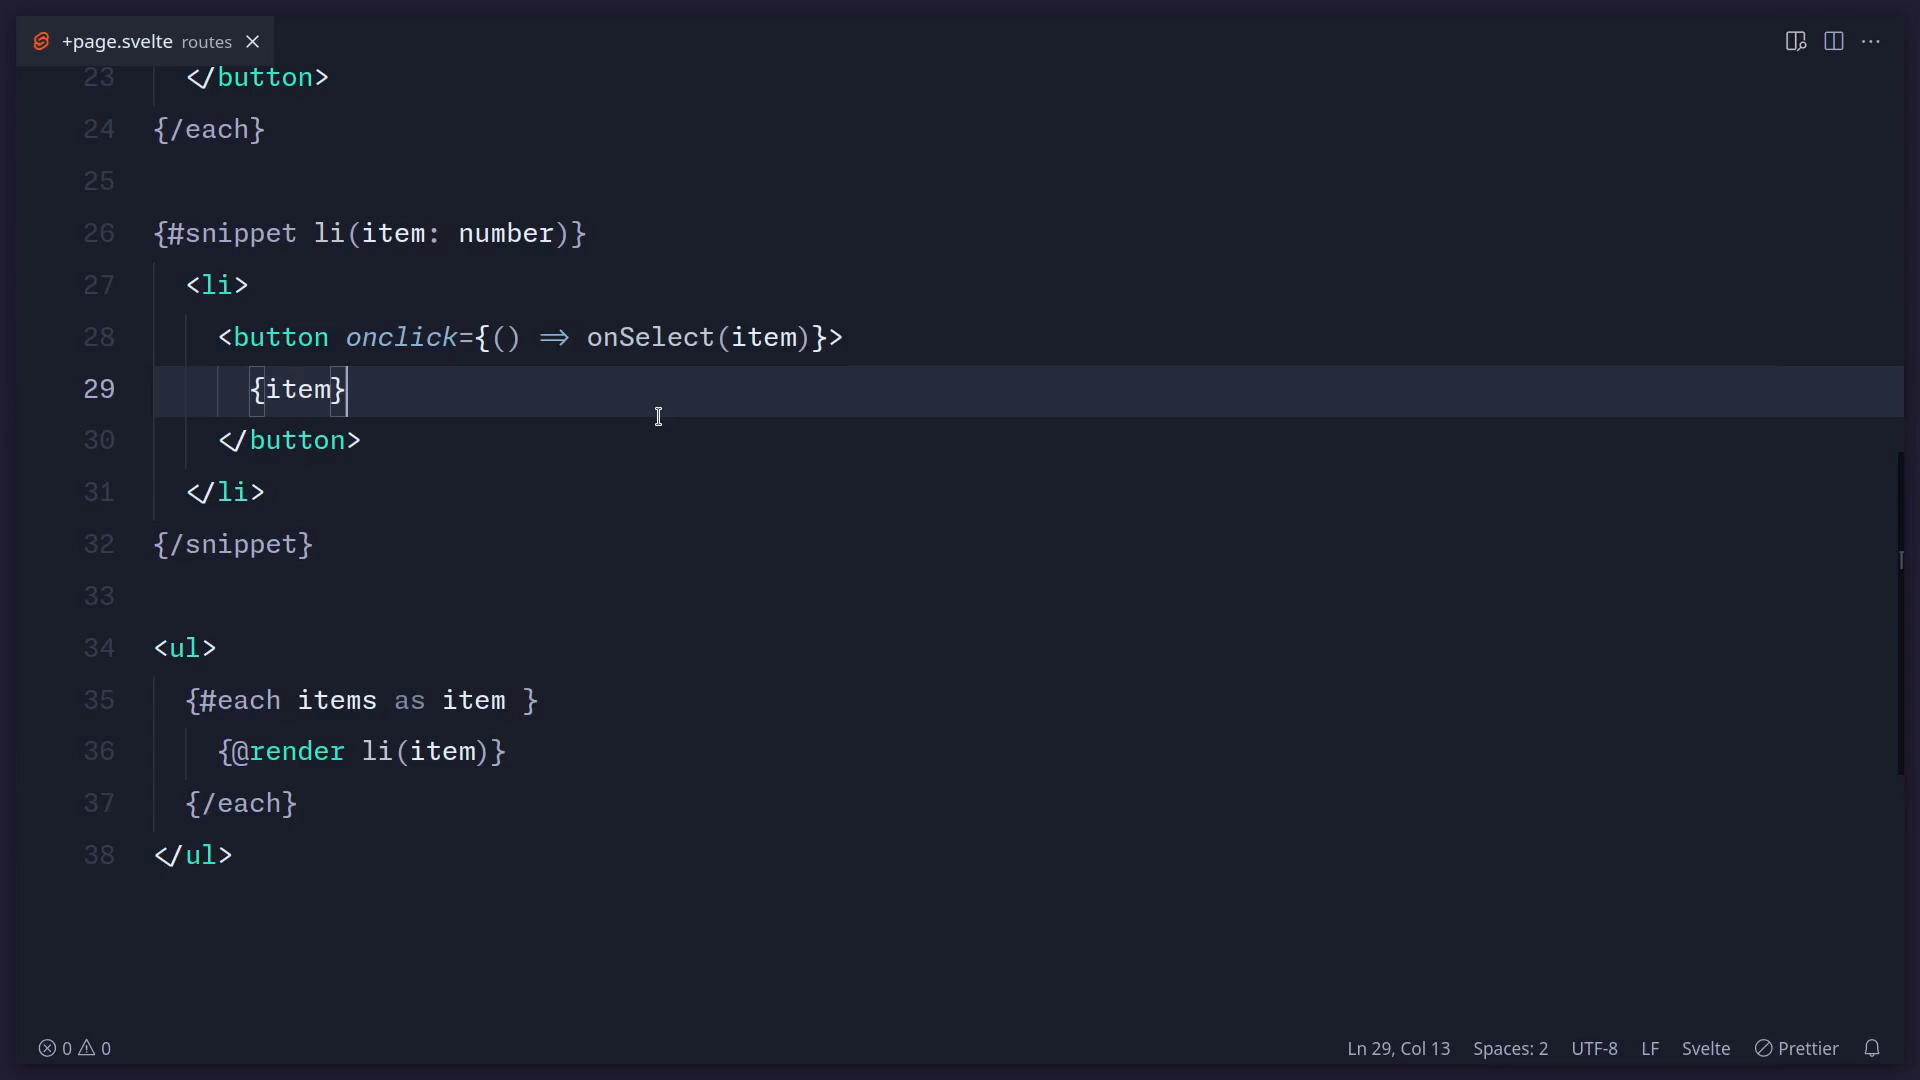 +page.svelte routes
23 </button>
24 {/each}
25
26 {#snippet li(item: number)}
27 <li>
28 <button onclick={() => onSelect(item)}>
29 {item}
30 </button>
31 </li>
32 {/snippet}
33
34 <ul>
35 {#each items as item }
36 {@render li(item)}
37 {/each}
38 </ul>
0 0 Ln 29, Col 13 Spaces: 2 UTF-8 LF Svelte Prettier